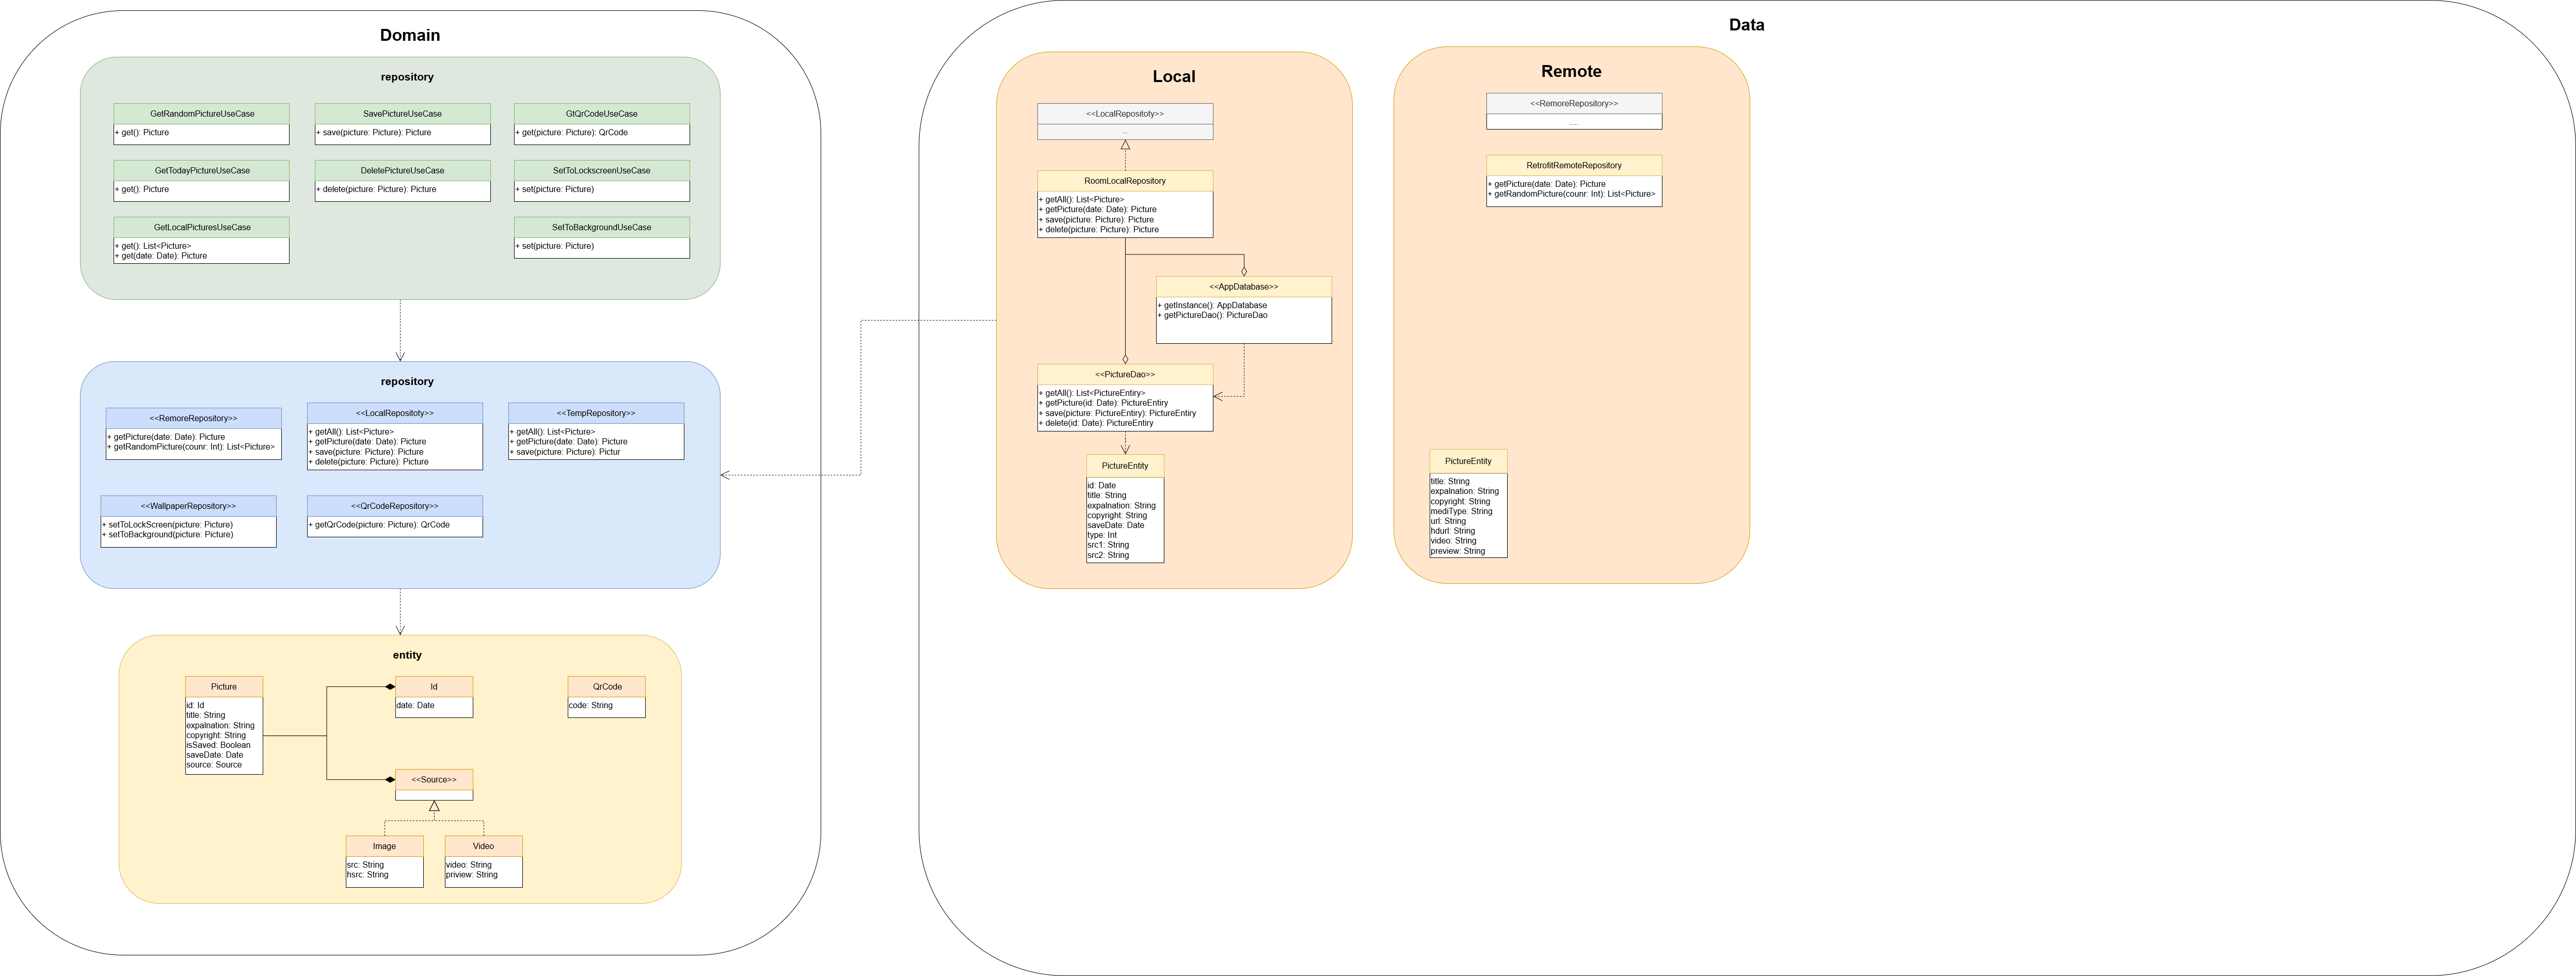 Domain
repository
GetRandomPictureUseCase
+ get(): Picture
SavePictureUseCase
+ save(picture: Picture): Picture
GtQrCodeUseCase
+ get(picture: Picture): QrCode
GetTodayPictureUseCase
+ get(): Picture
DeletePictureUseCase
+ delete(picture: Picture): Picture
SetToLockscreenUseCase
+ set(picture: Picture)
GetLocalPicturesUseCase
+ get(): List<Picture>
+ get(date: Date): Picture
SetToBackgroundUseCase
+ set(picture: Picture)
repository
<<RemoreRepository>>
+ getPicture(date: Date): Picture
+ getRandomPicture(counr: Int): List<Picture>
<<LocalRepositoty>>
+ getAll(): List<Picture>
+ getPicture(date: Date): Picture
+ save(picture: Picture): Picture
+ delete(picture: Picture): Picture
<<TempRepository>>
+ getAll(): List<Picture>
+ getPicture(date: Date): Picture
+ save(picture: Picture): Pictur
<<WallpaperRepository>>
+ setToLockScreen(picture: Picture)
+ setToBackground(picture: Picture)
<<QrCodeRepository>>
+ getQrCode(picture: Picture): QrCode
entity
Picture
id: Id
title: String
expalnation: String
copyright: String
isSaved: Boolean
saveDate: Date
source: Source
Id
date: Date
QrCode
code: String
<<Source>>
Image
src: String
hsrc: String
Video
video: String
priview: String
Data
Local
<<LocalRepositoty>>
...
RoomLocalRepository
+ getAll(): List<Picture>
+ getPicture(date: Date): Picture
+ save(picture: Picture): Picture
+ delete(picture: Picture): Picture
<<AppDatabase>>
+ getInstance(): AppDatabase
+ getPictureDao(): PictureDao
<<PictureDao>>
+ getAll(): List<PictureEntiry>
+ getPicture(id: Date): PictureEntiry
+ save(picture: PictureEntiry): PictureEntiry
+ delete(id: Date): PictureEntiry
PictureEntity
id: Date
title: String
expalnation: String
copyright: String
saveDate: Date
type: Int
src1: String
src2: String
Remote
<<RemoreRepository>>
....
RetrofitRemoteRepository
+ getPicture(date: Date): Picture
+ getRandomPicture(counr: Int): List<Picture>
PictureEntity
title: String
expalnation: String
copyright: String
mediType: String
url: String
hdurl: String
video: String
preview: String